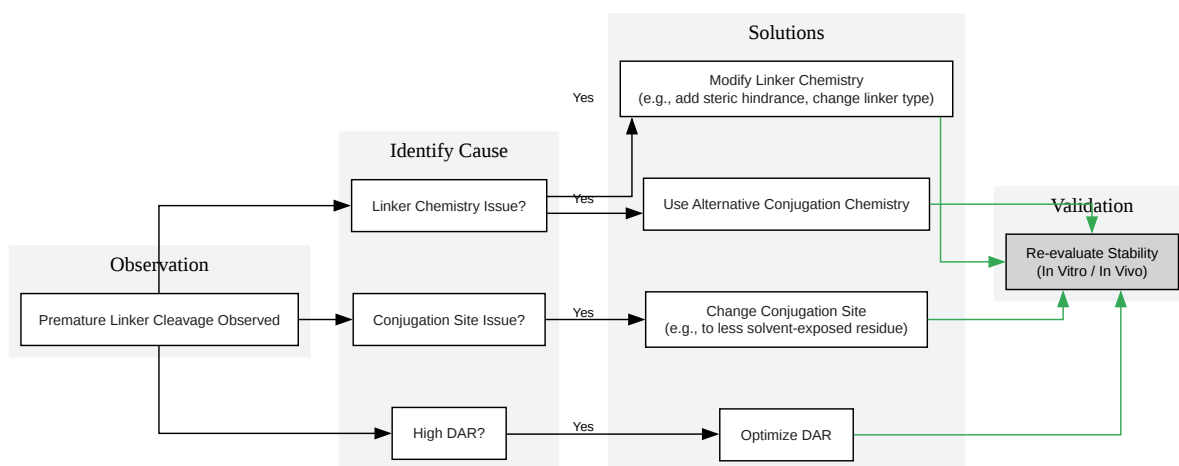 Solutions
Modify Linker Chemistry
(e.g., add steric hindrance, change linker type)
Yes
Identify Cause
Linker Chemistry Issue?
Yes
Use Alternative Conjugation Chemistry
Validation
Re-evaluate Stability
(In Vitro / In Vivo)
Observation
Premature Linker Cleavage Observed
Conjugation Site Issue?
Yes
Change Conjugation Site
(e.g., to less solvent-exposed residue)
High DAR?
Yes
Optimize DAR